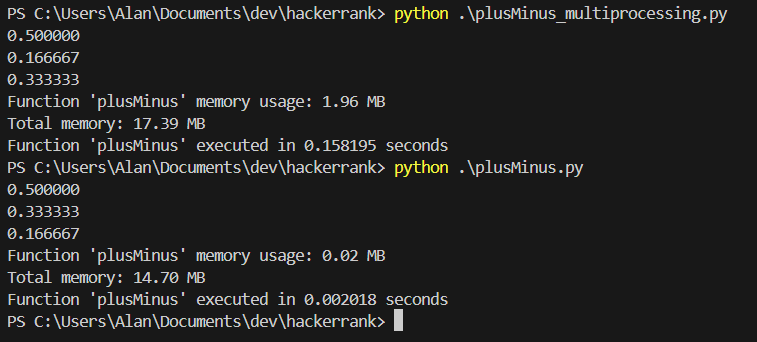 PS C:\Users\Alan\Documents\dev\hackerrank> python .\plusMinus_multiprocessing.py
0.500000
0.166667
0.333333
Function 'plusMinus' memory usage: 1.96 MB
Total memory: 17.39 MB
Function 'plusMinus' executed in 0.158195 seconds
PS C:\Users\Alan\Documents\dev\hackerrank> python .\plusMinus.py
0.500000
0.333333
0.166667
Function 'plusMinus' memory usage: 0.02 MB
Total memory: 14.70 MB
Function 'plusMinus' executed in 0.002018 seconds
PS C:\Users\Alan\Documents\dev\hackerrank>